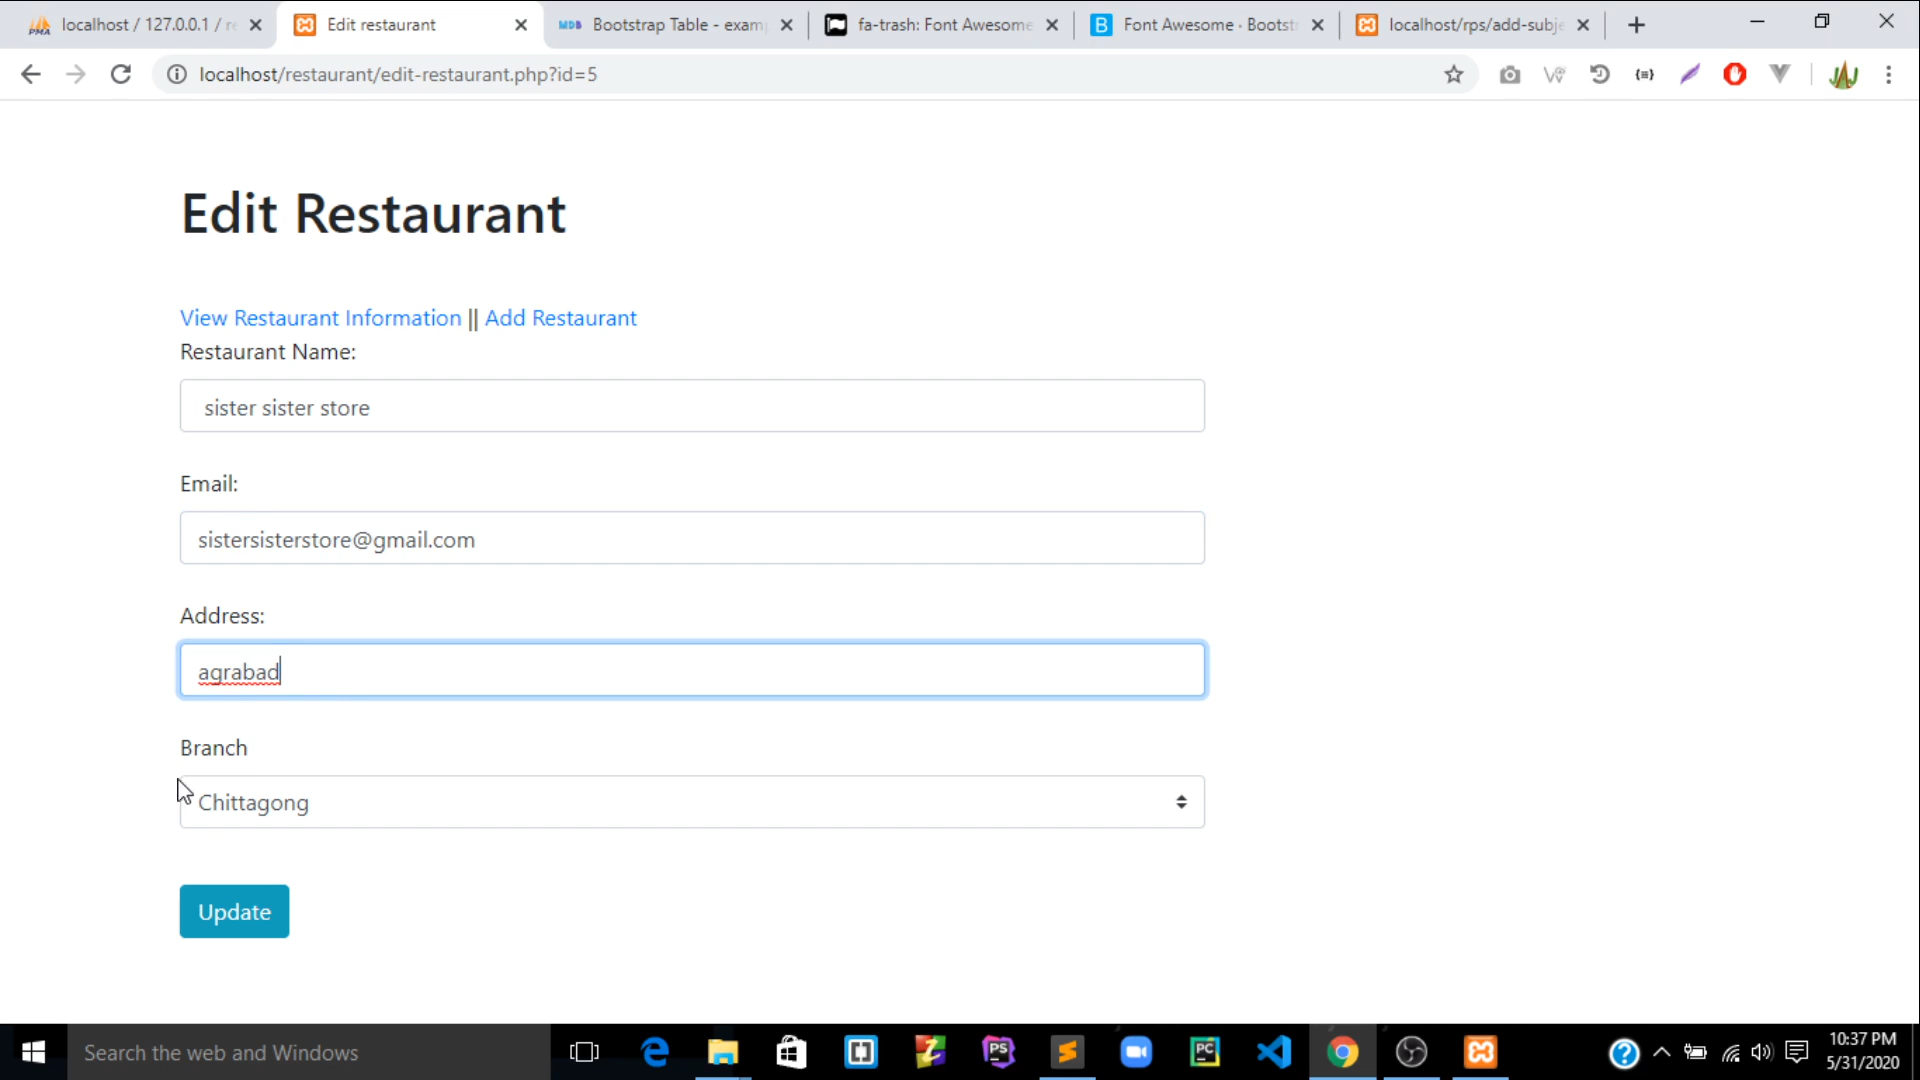 localhost / 127.0.0.1 / re
Edit restaurant
MDB Bootstrap Table - exam
fa-trash: Font Awesome
Font Awesome · Bootst
localhost/rps/add-subje
localhost/restaurant/edit-restaurant.php?id=5
Edit Restaurant
View Restaurant Information || Add Restaurant
Restaurant Name:
sister sister store
Email:
sistersisterstore@gmail.com
Address:
agrabad
Branch
Chittagong
Update
Search the web and Windows
10:37 PM
5/31/2020